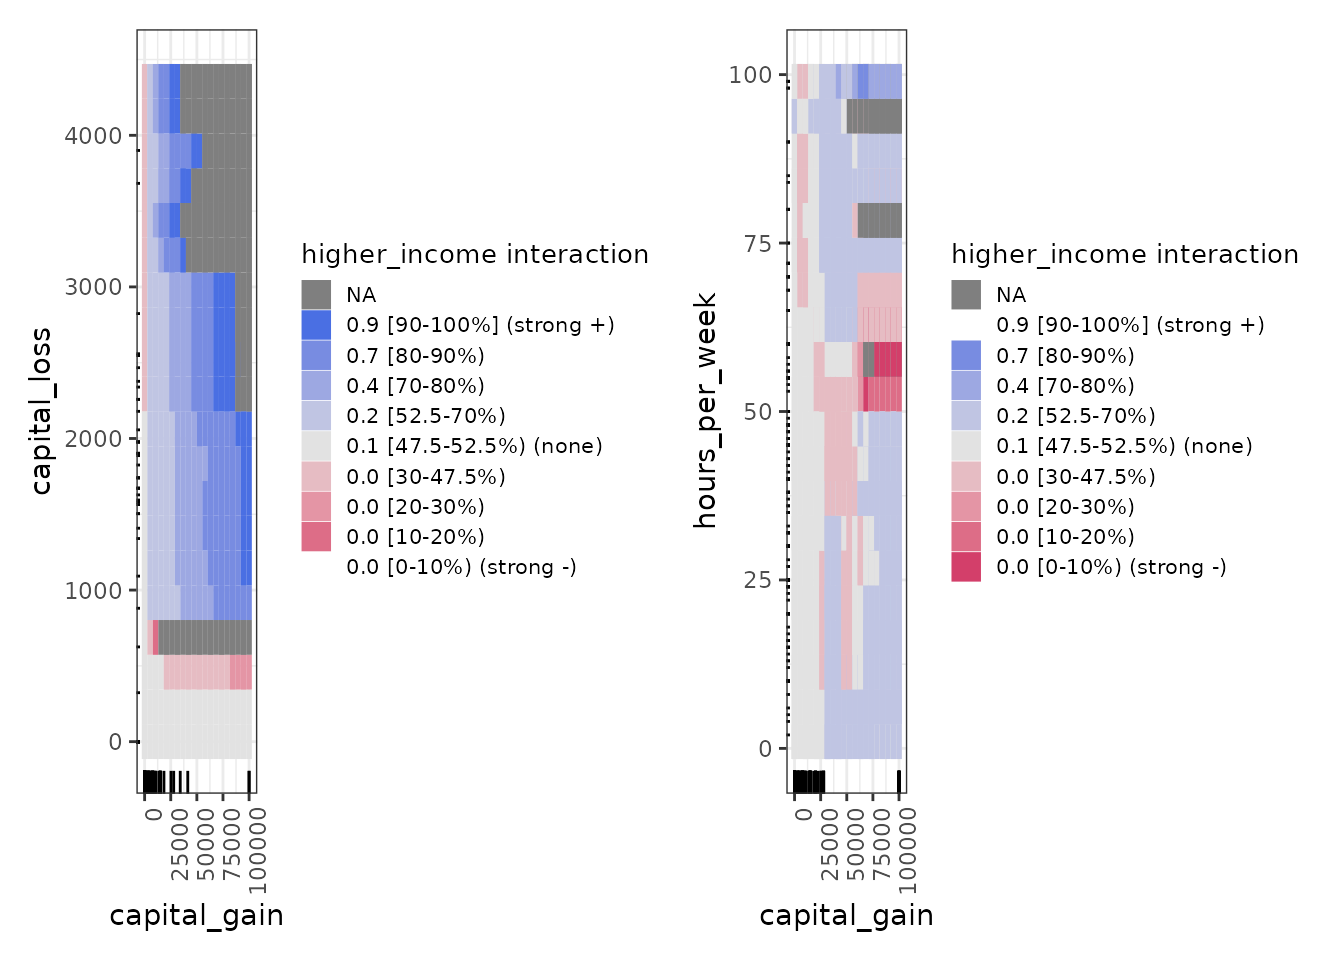 capital_loss
4000
3000
2000
1000
0
0
25000
50000
75000
100000
capital_gain
higher_income interaction
NA
0.9 [90-100%] (strong +)
0.7 [80-90%)
0.4 [70-80%)
0.2 [52.5-70%)
0.1 [47.5-52.5%) (none)
0.0 [30-47.5%)
0.0 [20-30%)
0.0 [10-20%)
0.0 [0-10%) (strong -)
hours_per_week
100
75
50
25
0
0
25000
50000
75000
100000
capital_gain
higher_income interaction
NA
0.9 [90-100%] (strong +)
0.7 [80-90%)
0.4 [70-80%)
0.2 [52.5-70%)
0.1 [47.5-52.5%) (none)
0.0 [30-47.5%)
0.0 [20-30%)
0.0 [10-20%)
0.0 [0-10%) (strong -)